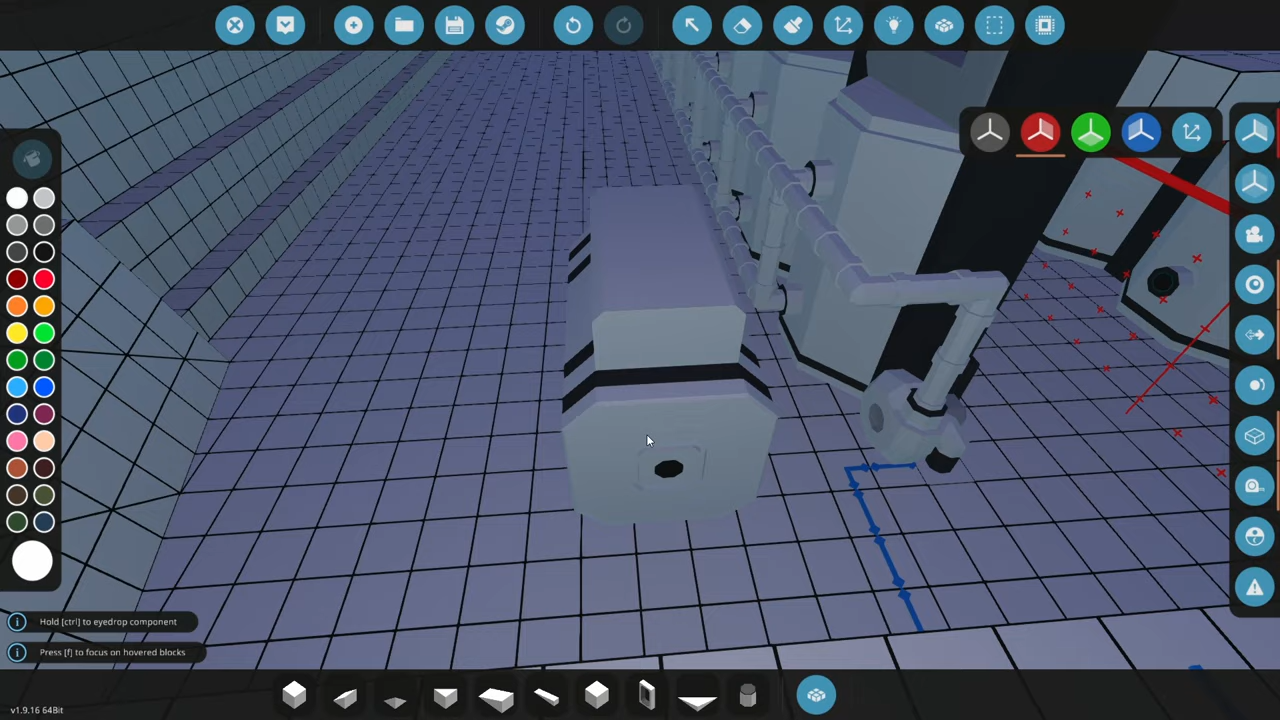 Hold [ctrl] to eyedrop component
Press [f] to focus on hovered blocks
v1.9.16 64Bit